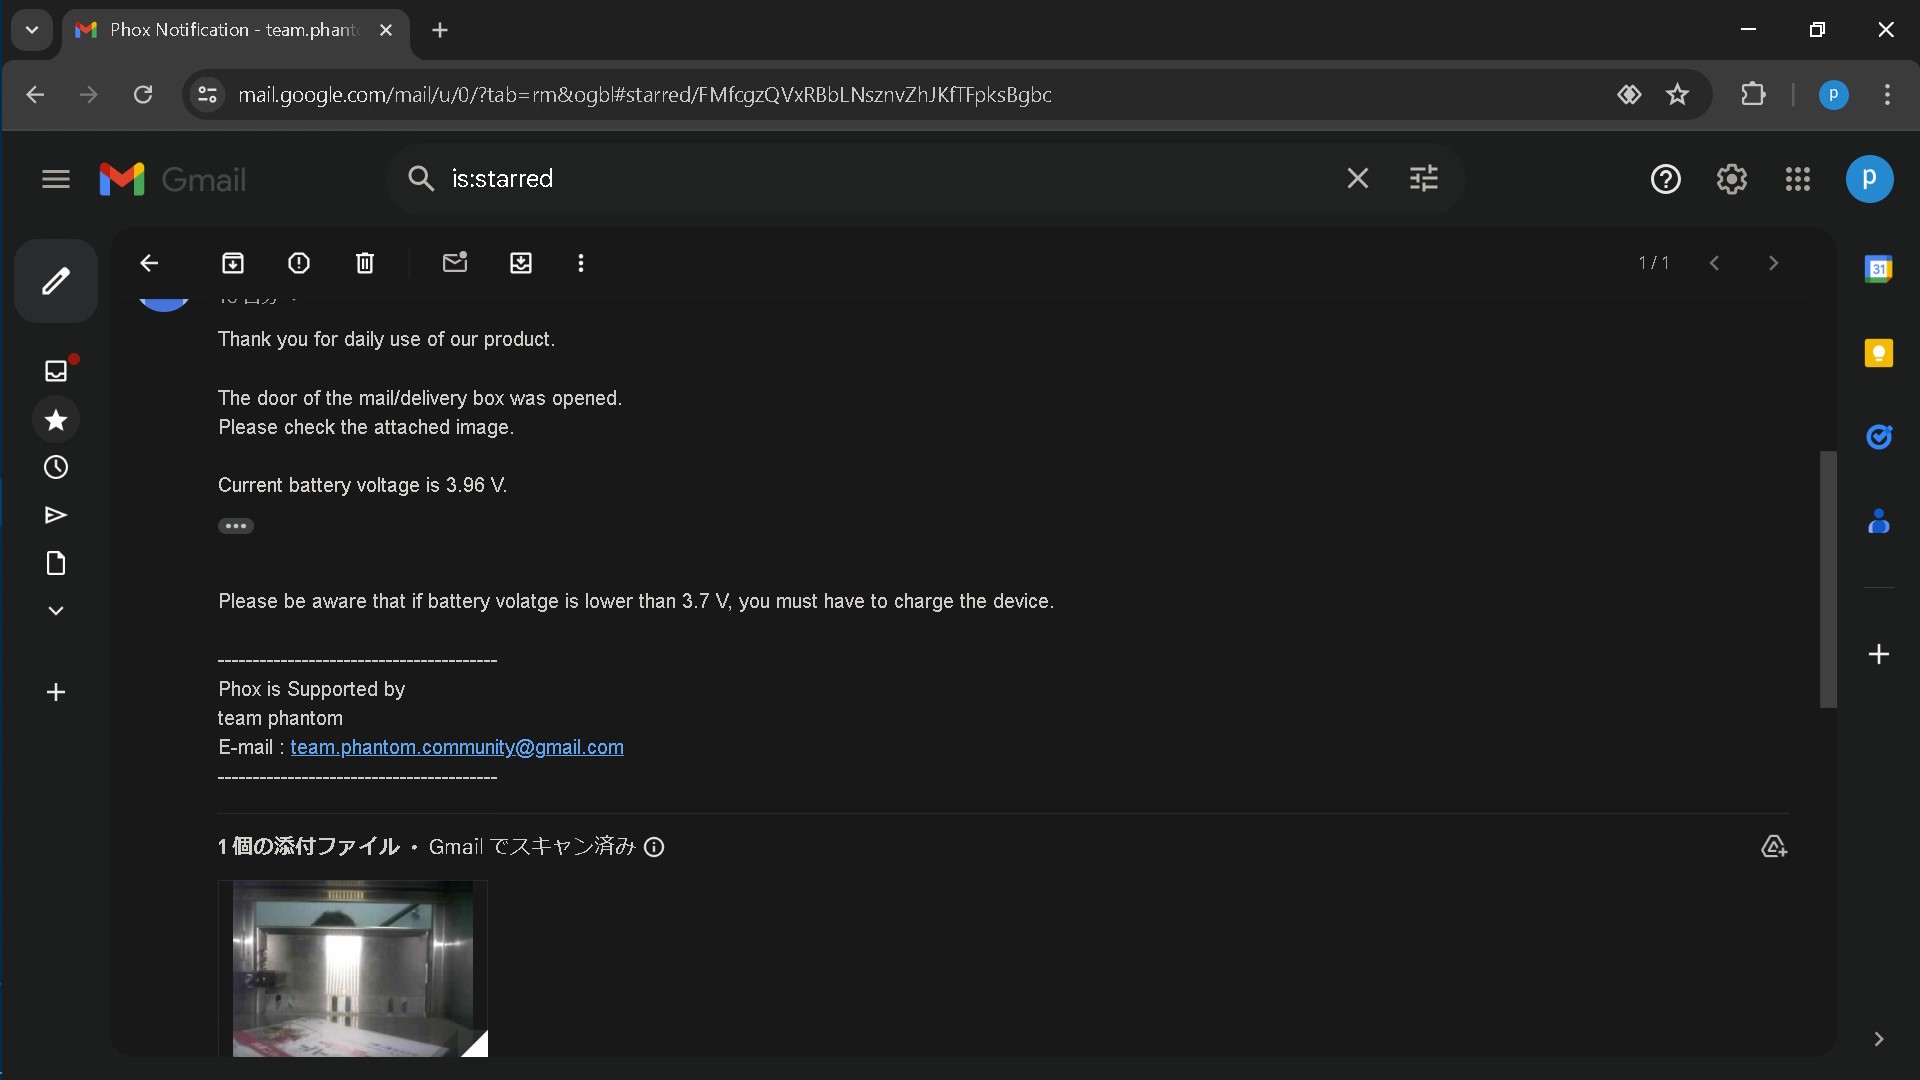 Phox Notification - team.phant
mail.google.com/mail/u/0/?tab=rm&ogbl#starred/FMfcgzQVxRBbLNsznvZhJKfTFpksBgbc
p
Gmail
is:starred
p
1 / 1
31
Thank you for daily use of our product.
The door of the mail/delivery box was opened.
Please check the attached image.
Current battery voltage is 3.96 V.
Please be aware that if battery volatge is lower than 3.7 V, you must have to charge the device.
----------------------------------------
Phox is Supported by
team phantom
E-mail : team.phantom.community@gmail.com
----------------------------------------
1 個の添付ファイル • Gmail でスキャン済み